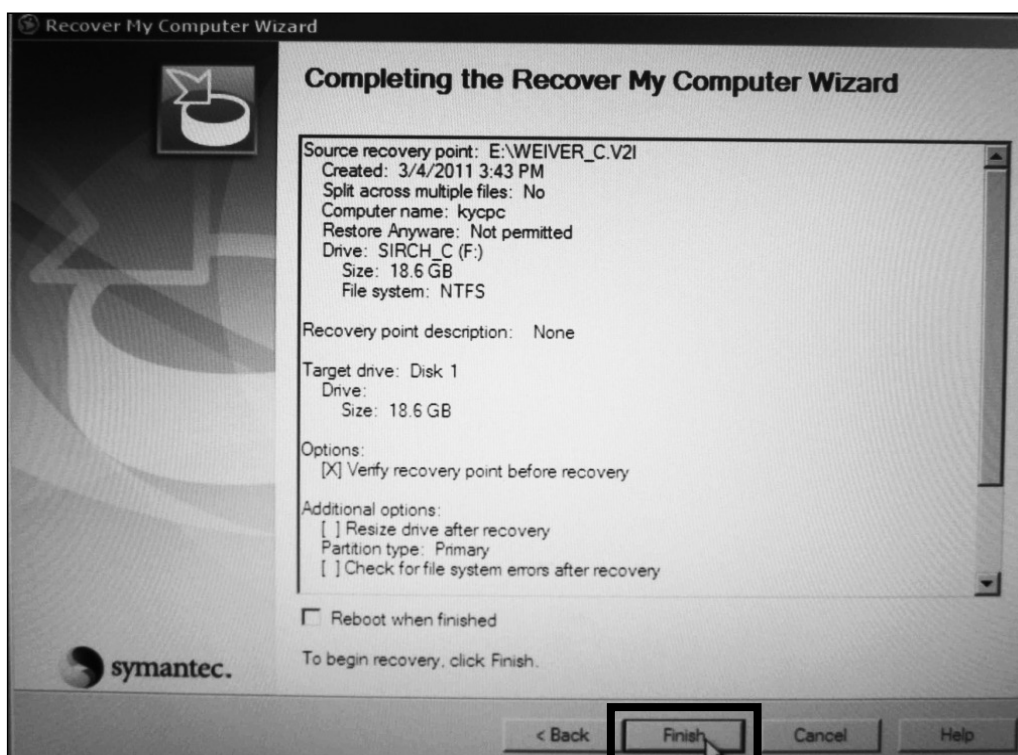 Recover My Computer Wizard
Completing the Recover My Computer Wizard
Source recovery point: E:\WEIVER_C.V2I
Created: 3/4/2011 3:43 PM
Split across multiple files: No
Computer name: kycpc
Restore Anyware: Not permitted
Drive: SIRCH_C (F:)
Size: 18.6 GB
File system: NTFS
Recovery point description: None
Target drive: Disk 1
Drive:
Size: 18.6 GB
Options:
[X] Verify recovery point before recovery
Additional options:
[ ] Resize drive after recovery
Partition type: Primary
[ ] Check for file system errors after recovery
Reboot when finished
To begin recovery, click Finish.
symantec.
< Back Finish Cancel Help